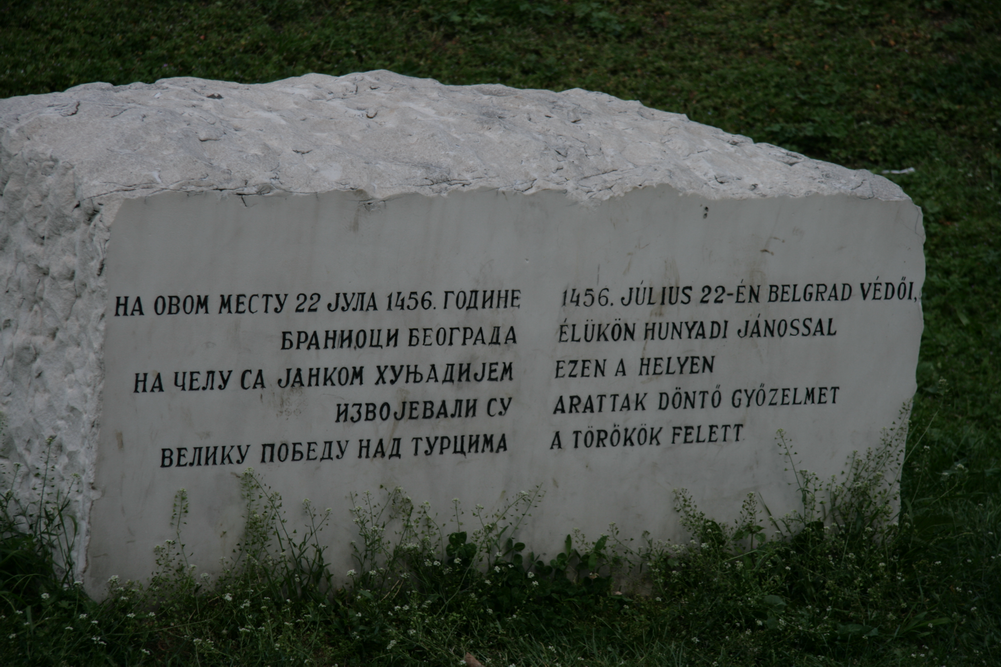 НА ОВОМ МЕСТУ 22 ЈУЛА 1456. ГОДИНЕ
БРАНИОЦИ БЕОГРАДА
НА ЧЕЛУ СА ЈАНКОМ ХУЊАДИЈЕМ
ИЗВОЈЕВАЛИ СУ
ВЕЛИКУ ПОБЕДУ НАД ТУРЦИМА
1456. JÚLIUS 22-ÉN BELGRAD VÉDŐI,
ÉLÜKÖN HUNYADI JÁNOSSAL
EZEN A HELYEN
ARATTAK DÖNTŐ GYŐZELMET
A TÖRÖKÖK FELETT